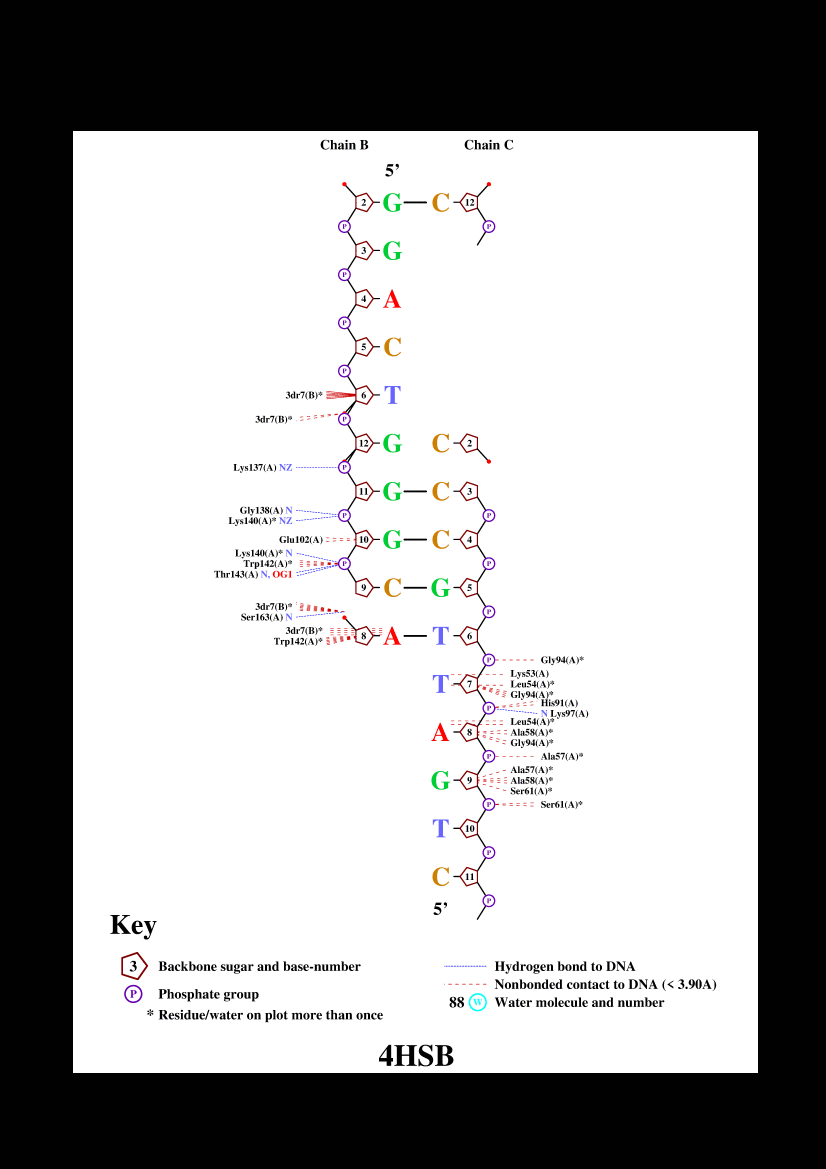 Chain B Chain C
5’
2 G C 12
P P
3 G
P
4 A
P
5 C
P
3dr7(B)* 6 T
3dr7(B)* P
12 G C 2
Lys137(A) NZ P
11 G C 3
Gly138(A) N P P
Lys140(A)* NZ
Glu102(A) 10 G C 4
Lys140(A)* N
Trp142(A)* P P
Thr143(A) N, OG1
9 C G 5
3dr7(B)*
Ser163(A) N P
3dr7(B)* 8 A T 6
Trp142(A)*
P Gly94(A)*
Lys53(A)
T 7 Leu54(A)*
Gly94(A)*
His91(A)
P N Lys97(A)
Leu54(A)*
A 8 Ala58(A)*
Gly94(A)*
P Ala57(A)*
Ala57(A)*
G 9 Ala58(A)*
Ser61(A)*
P Ser61(A)*
T 10
P
C 11
P
5’
Key
3 Backbone sugar and base-number
P Phosphate group
* Residue/water on plot more than once
Hydrogen bond to DNA
Nonbonded contact to DNA (< 3.90A)
88 W Water molecule and number
4HSB